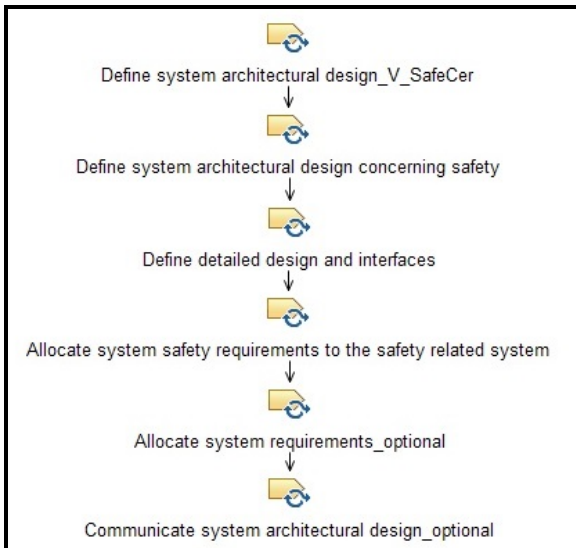 Define system architectural design_V_SafeCer
Define system architectural design concerning safety
Define detailed design and interfaces
Allocate system safety requirements to the safety related system
Allocate system requirements_optional
Communicate system architectural design_optional